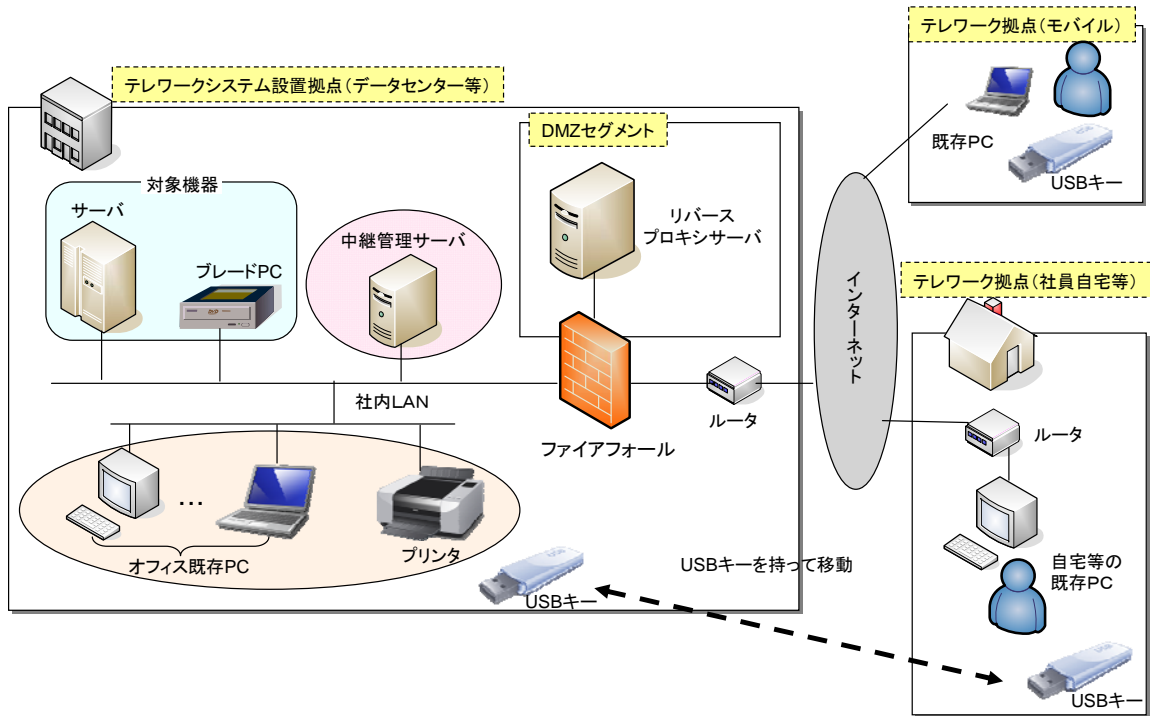 テレワーク拠点(モバイル)
既存PC
USBキー
テレワークシステム設置拠点(データセンター等)
DMZセグメント
リバース
プロキシサーバ
対象機器
サーバ
ブレードPC
中継管理サーバ
インターネット
テレワーク拠点(社員自宅等)
社内LAN
ファイアフォール
ルータ
ルータ
…
オフィス既存PC
プリンタ
USBキー
USBキーを持って移動
自宅等の
既存PC
USBキー